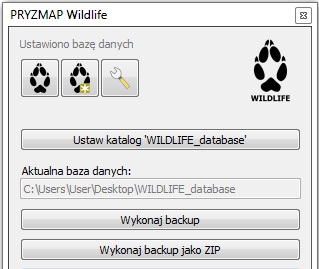 PRYZMAP Wildlife
Ustawiono bazę danych
WILDLIFE
Ustaw katalog 'WILDLIFE_database'
Aktualna baza danych:
C:\Users\User\Desktop\WILDLIFE_database
Wykonaj backup
Wykonaj backup jako ZIP